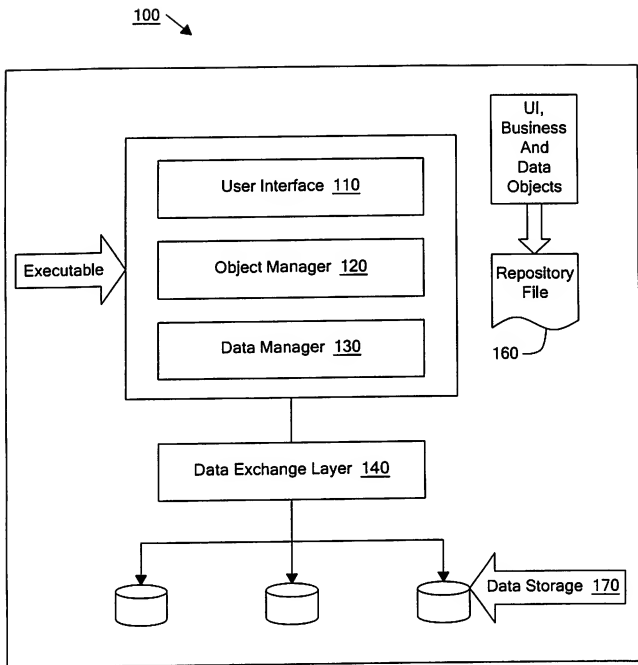 100
UI,
Business
And
Data
Objects
User Interface 110
Executable
Object Manager 120
Repository
File
Data Manager 130
160
Data Exchange Layer 140
Data Storage 170